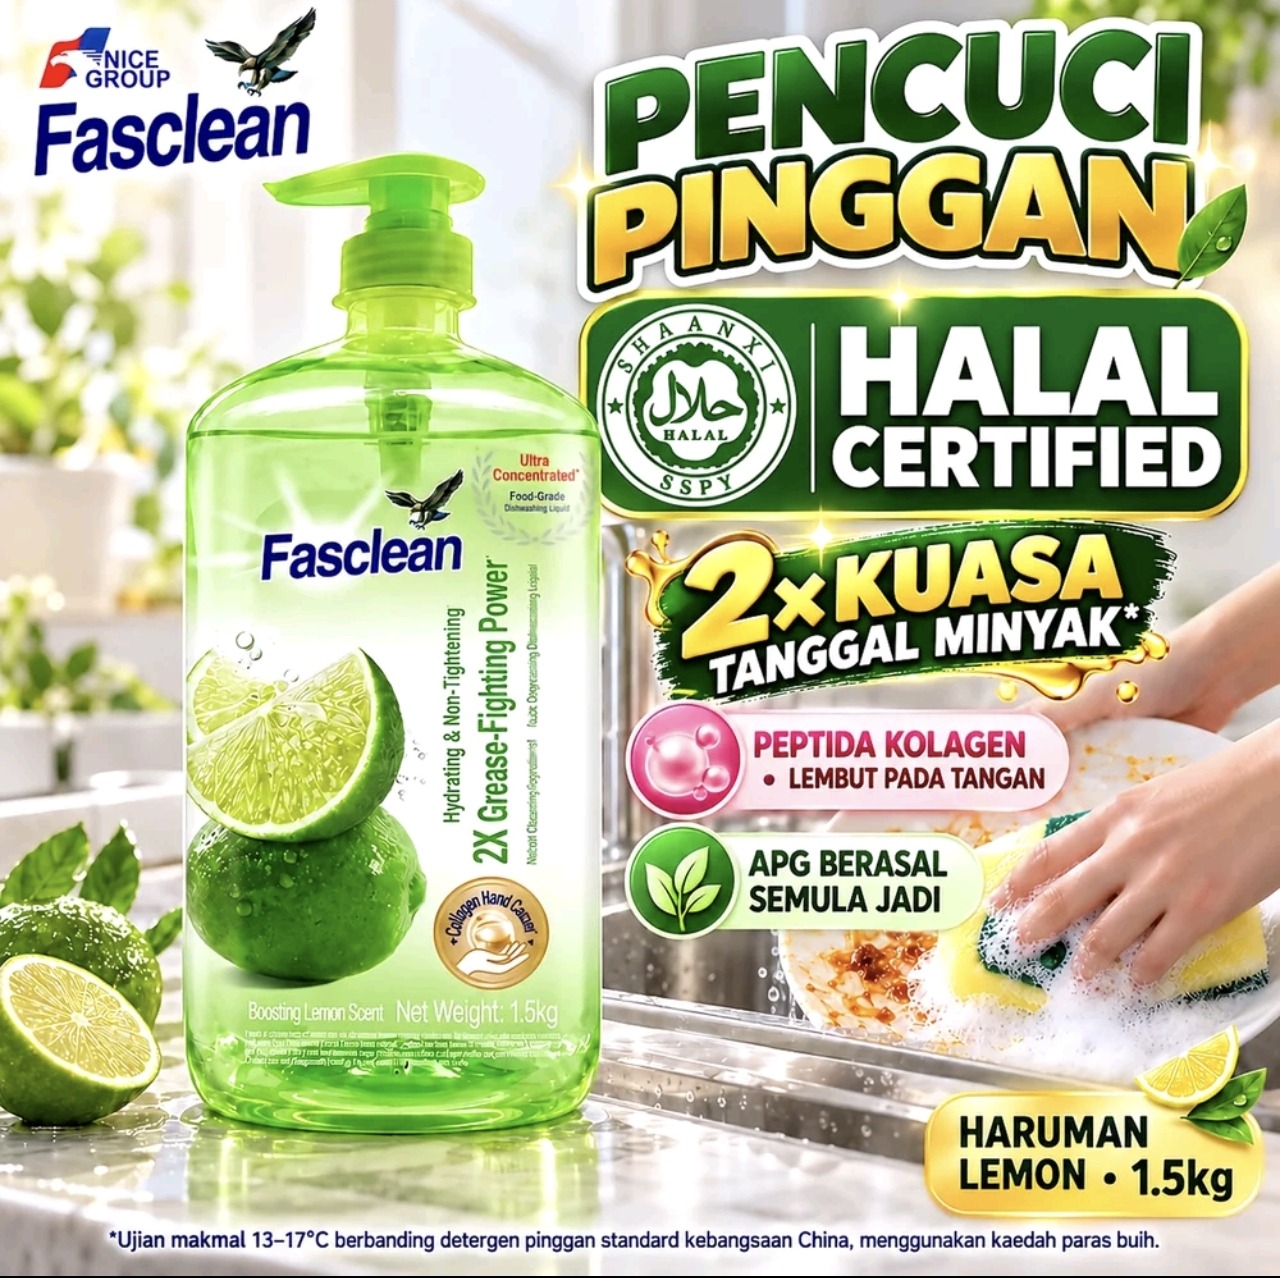 NICE
GROUP
Fasclean
PENCUCI
PINGGAN
SHAANXI
حلال
HALAL
SSPY
HALAL
CERTIFIED
2×KUASA
TANGGAL MINYAK*
PEPTIDA KOLAGEN
• LEMBUT PADA TANGAN
APG BERASAL
SEMULA JADI
Ultra
Concentrated*
Food-Grade
Dishwashing Liquid
Fasclean
Hydrating & Non-Tightening
2X Grease-Fighting Power*
Collagen Hand
Boosting Lemon Scent Net Weight: 1.5kg
HARUMAN
LEMON • 1.5kg
*Ujian makmal 13–17°C berbanding detergen pinggan standard kebangsaan China, menggunakan kaedah paras buih.